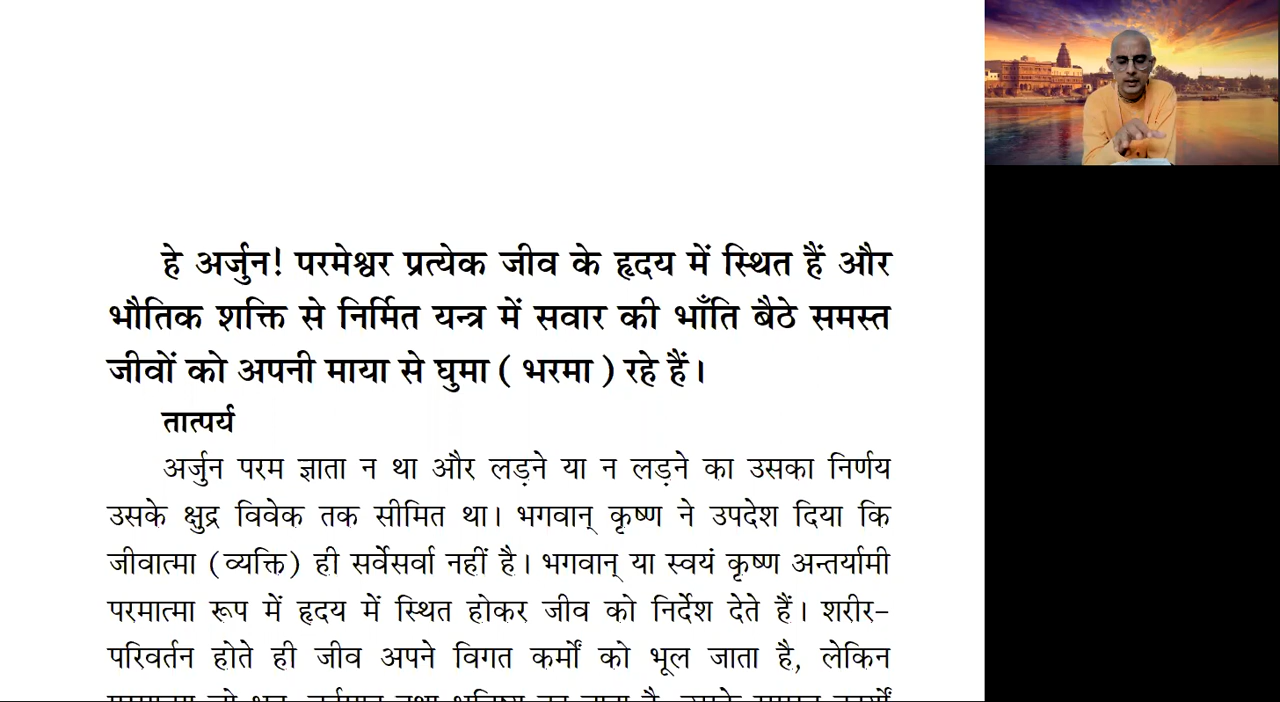 हे अर्जुन! परमेश्वर प्रत्येक जीव के हृदय में स्थित हैं और
भौतिक शक्ति से निर्मित यन्त्र में सवार की भाँति बैठे समस्त
जीवों को अपनी माया से घुमा ( भरमा ) रहे हैं।
तात्पर्य
अर्जुन परम ज्ञाता न था और लड़ने या न लड़ने का उसका निर्णय
उसके क्षुद्र विवेक तक सीमित था। भगवान् कृष्ण ने उपदेश दिया कि
जीवात्मा (व्यक्ति) ही सर्वेसर्वा नहीं है। भगवान् या स्वयं कृष्ण अन्तर्यामी
परमात्मा रूप में हृदय में स्थित होकर जीव को निर्देश देते हैं। शरीर-
परिवर्तन होते ही जीव अपने विगत कर्मों को भूल जाता है, लेकिन